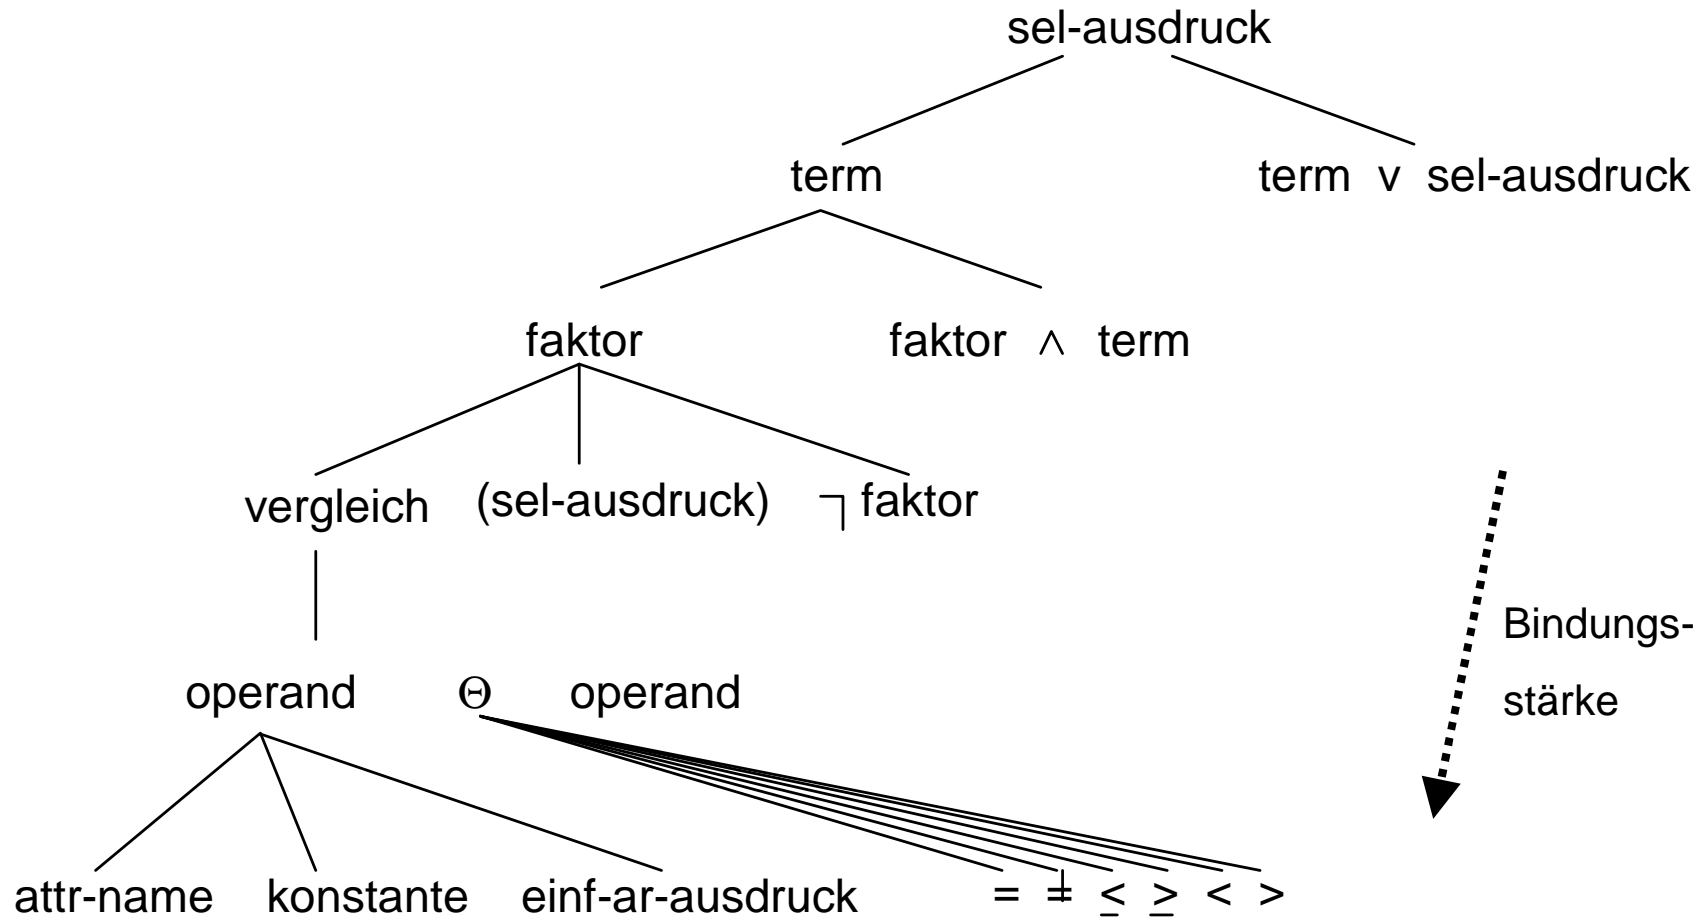 sel-ausdruck
term term v sel-ausdruck
faktor faktor ∧ term
vergleich (sel-ausdruck) ¬ faktor
operand Θ operand
Bindungs-
stärke
attr-name konstante einf-ar-ausdruck = ≠ ≤ ≥ < >